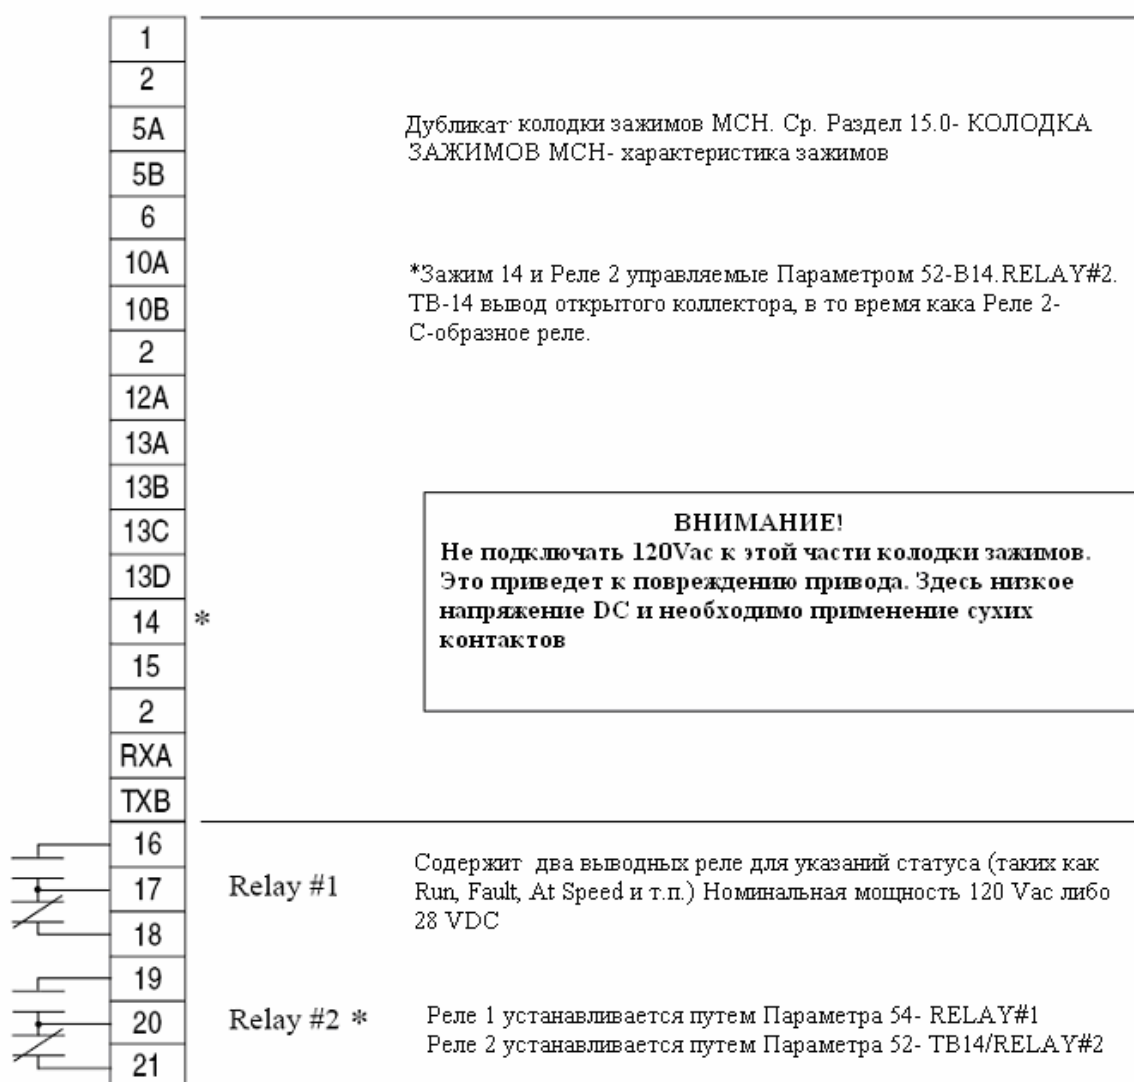 1
2
5A
Дубликат колодки зажимов МСН. Ср. Раздел 15.0- КОЛОДКА
ЗАЖИМОВ МСН- характеристика зажимов
5B
6
10A
*Зажим 14 и Реле 2 управляемые Параметром 52-B14.RELAY#2.
10B
ТВ-14 вывод открытого коллектора, в то время кака Реле 2-
С-образное реле.
2
12A
13A
13B
13C
13D
ВНИМАНИЕ!
Не подключать 120Vac к этой части колодки зажимов.
Это приведет к повреждению привода. Здесь низкое
напряжение DC и необходимо применение сухих
контактов
14 *
15
2
RXA
TXB
16
17
18
Relay #1
Содержит два выводных реле для указаний статуса (таких как
Run, Fault, At Speed и т.п.) Номинальная мощность 120 Vac либо
28 VDC
19
20
21
Relay #2 *
Реле 1 устанавливается путем Параметра 54- RELAY#1
Реле 2 устанавливается путем Параметра 52- TB14/RELAY#2